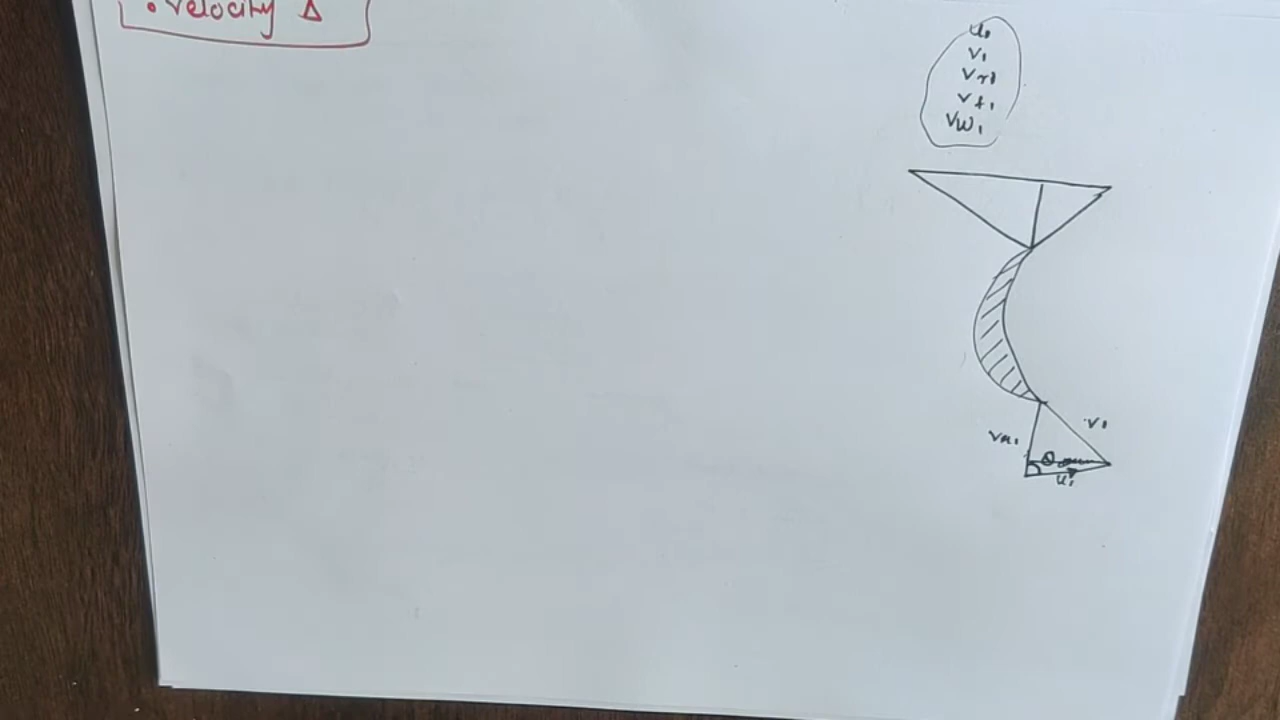 • Velocity Δ
u₁
V₁
Vr₁
Vf₁
Vw₁
V₁
Vr₁
θ
u₁